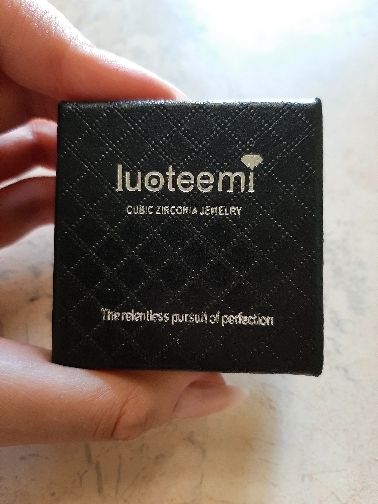 luoteemi
CUBIC ZIRCONIA JEWELRY
The relentless pursuit of perfection